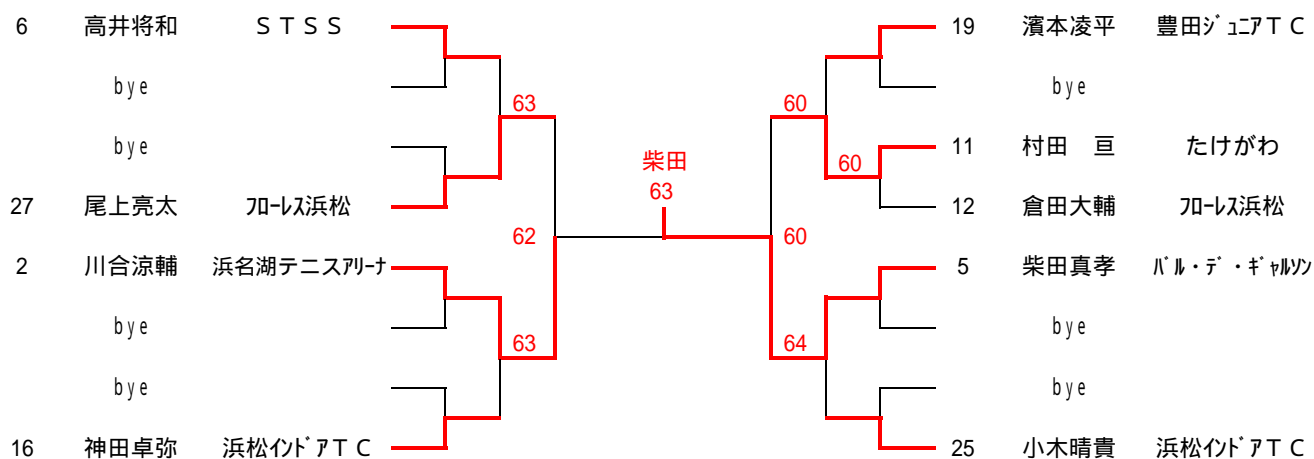 6 高井将和 ＳＴＳＳ
bye
bye
27 尾上亮太 ﾌﾛｰﾚｽ浜松
2 川合涼輔 浜名湖テニスｱﾘｰﾅ
bye
bye
16 神田卓弥 浜松ｲﾝﾄﾞｱＴＣ
63
62
63
柴田
63
60
60
60
64
19 濱本凌平 豊田ｼﾞｭﾆｱＴＣ
bye
11 村田　亘 たけがわ
12 倉田大輔 ﾌﾛｰﾚｽ浜松
5 柴田真孝 ﾊﾞﾙ・ﾃﾞ・ｷﾞｬﾙｿﾝ
bye
bye
25 小木晴貴 浜松ｲﾝﾄﾞｱＴＣ